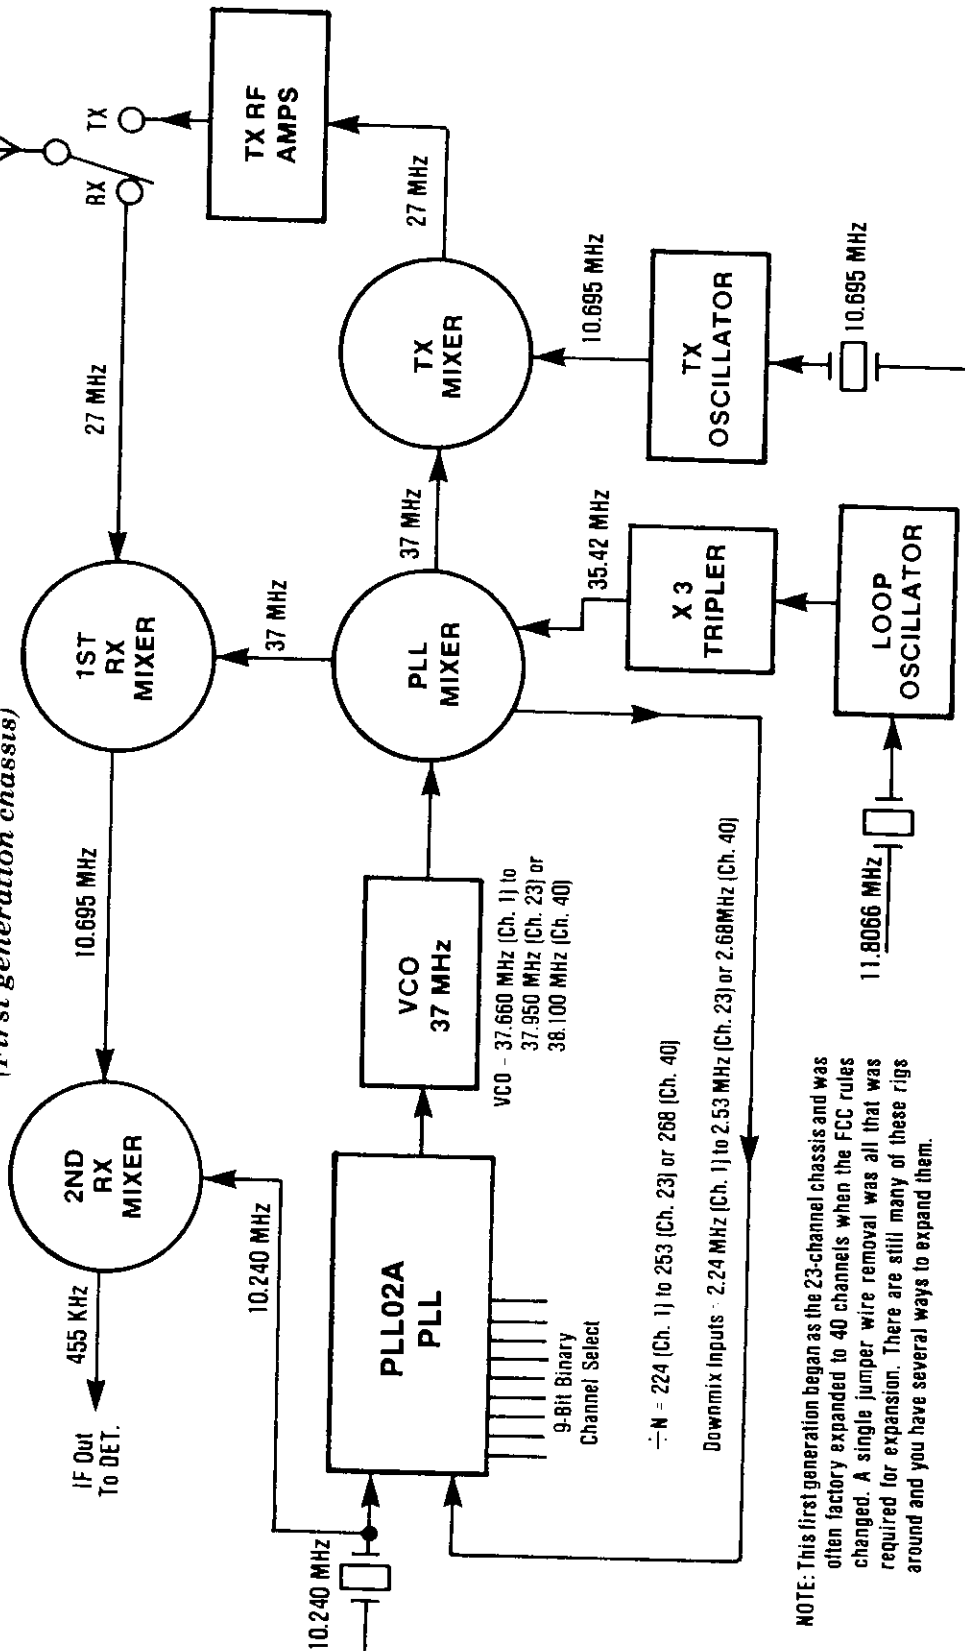 (First generation chassis)
2ND
RX
MIXER
455 KHz
IF Out
To DET.
10.695 MHz
1ST
RX
MIXER
27 MHz
RX
TX
TX RF
AMPS
10.240 MHz
37 MHz
27 MHz
10.240 MHz
PLL02A
PLL
9-Bit Binary
Channel Select
VCO
37 MHz
VCO - 37.660 MHz (Ch. 1) to
37.950 MHz (Ch. 23) or
38.100 MHz (Ch. 40)
PLL
MIXER
37 MHz
TX
MIXER
÷N = 224 (Ch. 1) to 253 (Ch. 23) or 268 (Ch. 40)
Downmix Inputs - 2.24 MHz (Ch. 1) to 2.53 MHz (Ch. 23) or 2.68MHz (Ch. 40)
35.42 MHz
10.695 MHz
X 3
TRIPLER
TX
OSCILLATOR
11.8066 MHz
LOOP
OSCILLATOR
10.695 MHz
NOTE: This first generation began as the 23-channel chassis and was
often factory expanded to 40 channels when the FCC rules
changed. A single jumper wire removal was all that was
required for expansion. There are still many of these rigs
around and you have several ways to expand them.